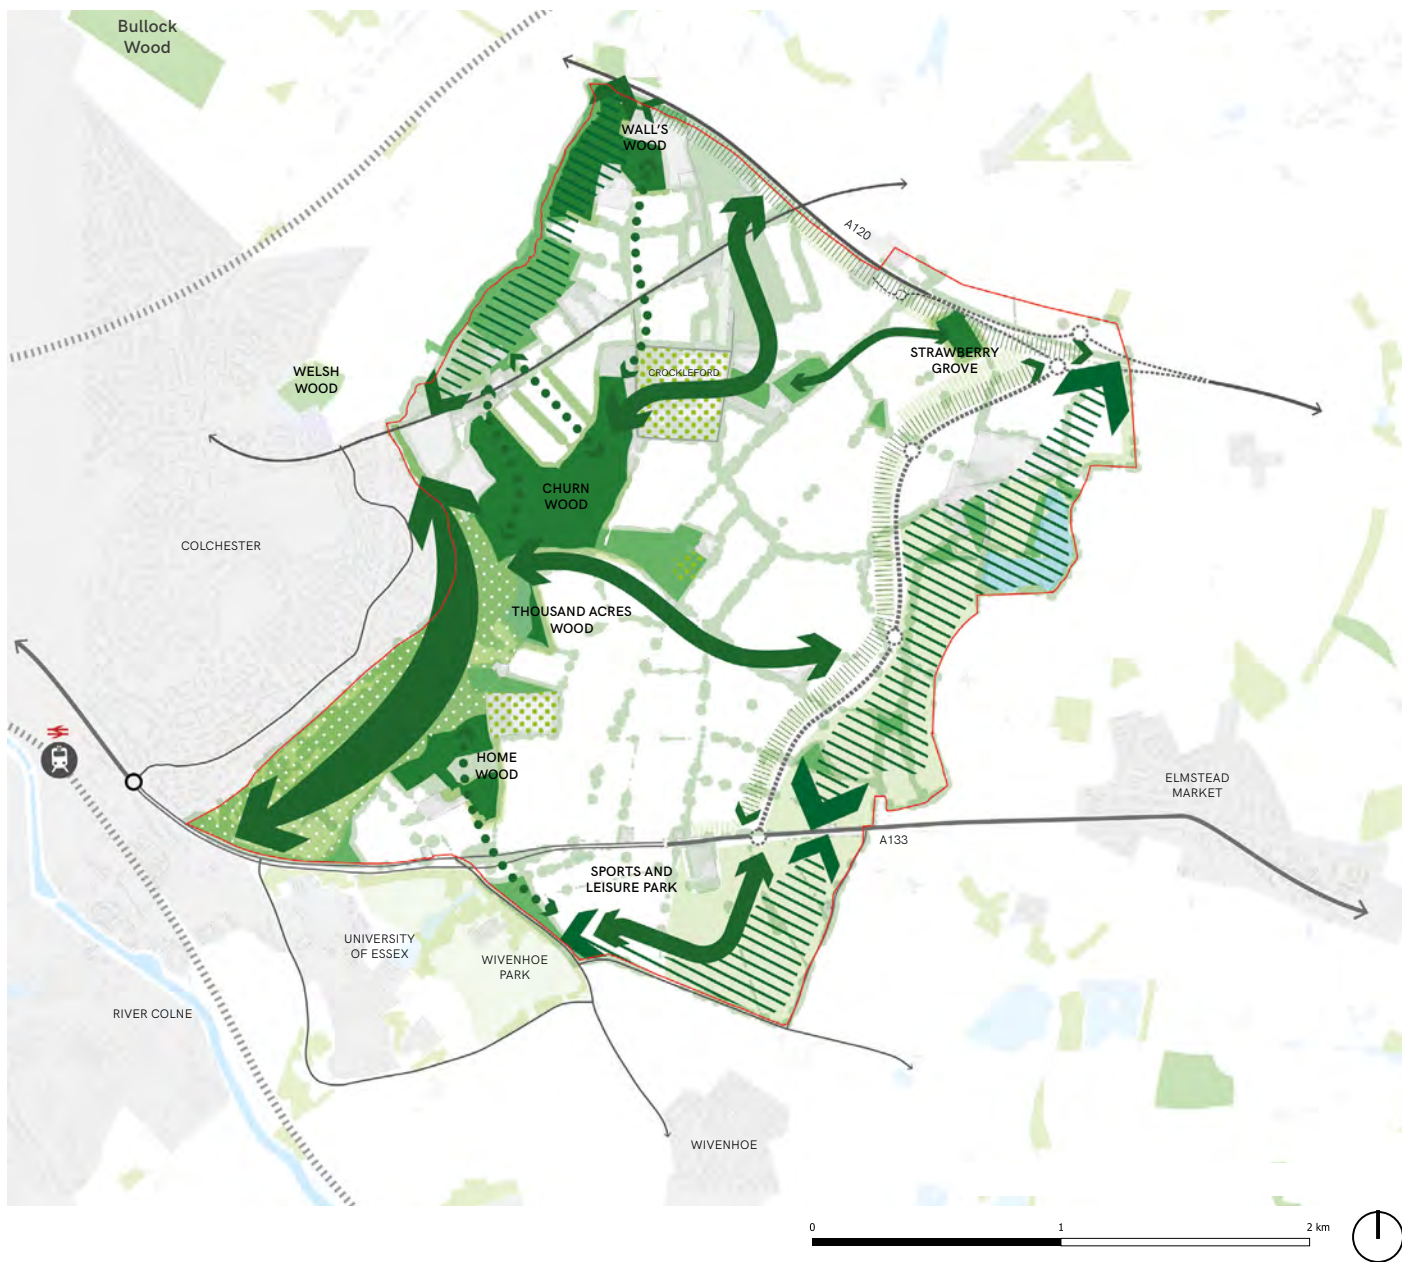 Bullock
Wood
WALL'S
WOOD
A120
STRAWBERRY
GROVE
CROCKLEFORD
WELSH
WOOD
CHURN
WOOD
COLCHESTER
THOUSAND ACRES
WOOD
HOME
WOOD
ELMSTEAD
MARKET
A133
SPORTS AND
LEISURE PARK
UNIVERSITY
OF ESSEX
WIVENHOE
PARK
RIVER COLNE
WIVENHOE
0 1 2 km